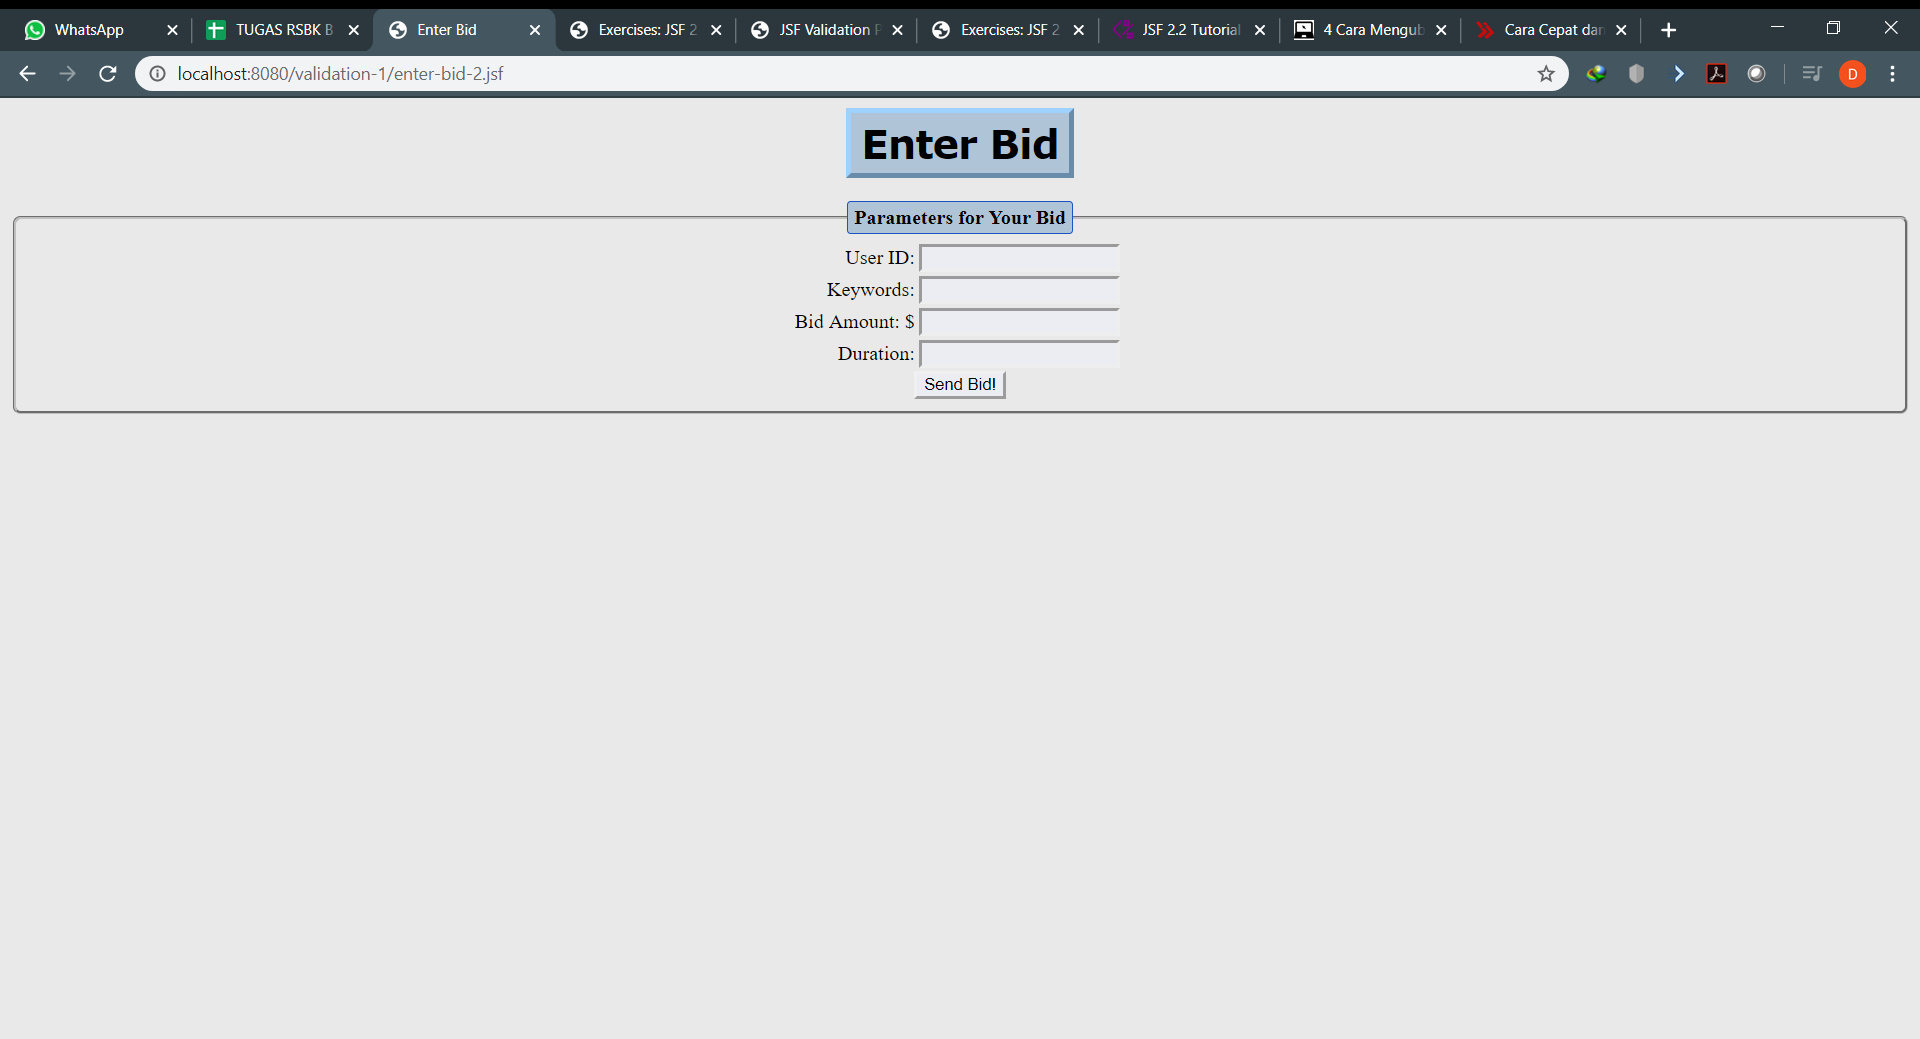 WhatsApp
TUGAS RSBK B
Enter Bid
Exercises: JSF 2
JSF Validation P
Exercises: JSF 2
JSF 2.2 Tutorial
4 Cara Mengub
Cara Cepat dan
localhost:8080/validation-1/enter-bid-2.jsf
D
Enter Bid
Parameters for Your Bid
User ID:
Keywords:
Bid Amount: $
Duration:
Send Bid!